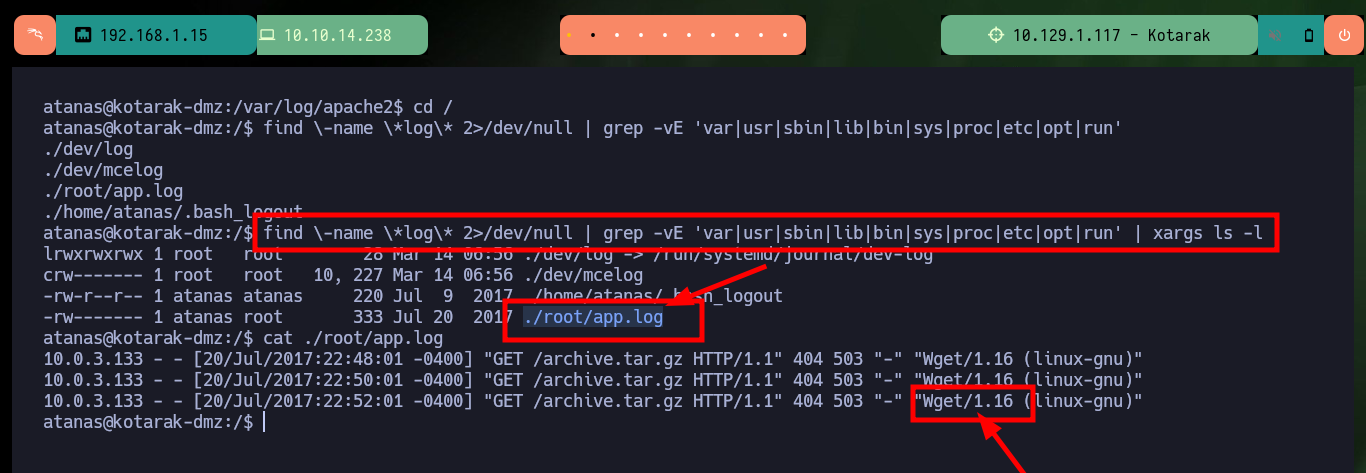 192.168.1.15 10.10.14.238 10.129.1.117 - Kotarak
atanas@kotarak-dmz:/var/log/apache2$ cd /
atanas@kotarak-dmz:/$ find \-name \*log\* 2>/dev/null | grep -vE 'var|usr|sbin|lib|bin|sys|proc|etc|opt|run'
./dev/log
./dev/mcelog
./root/app.log
./home/atanas/.bash_logout
atanas@kotarak-dmz:/$ find \-name \*log\* 2>/dev/null | grep -vE 'var|usr|sbin|lib|bin|sys|proc|etc|opt|run' | xargs ls -l
lrwxrwxrwx 1 root   root         28 Mar 14 06:56 ./dev/log -> /run/systemd/journal/dev-log
crw------- 1 root   root   10, 227 Mar 14 06:56 ./dev/mcelog
-rw-r--r-- 1 atanas atanas      220 Jul  9  2017 ./home/atanas/.bash_logout
-rw------- 1 atanas root        333 Jul 20  2017 ./root/app.log
atanas@kotarak-dmz:/$ cat ./root/app.log
10.0.3.133 - - [20/Jul/2017:22:48:01 -0400] "GET /archive.tar.gz HTTP/1.1" 404 503 "-" "Wget/1.16 (linux-gnu)"
10.0.3.133 - - [20/Jul/2017:22:50:01 -0400] "GET /archive.tar.gz HTTP/1.1" 404 503 "-" "Wget/1.16 (linux-gnu)"
10.0.3.133 - - [20/Jul/2017:22:52:01 -0400] "GET /archive.tar.gz HTTP/1.1" 404 503 "-" "Wget/1.16 (linux-gnu)"
atanas@kotarak-dmz:/$